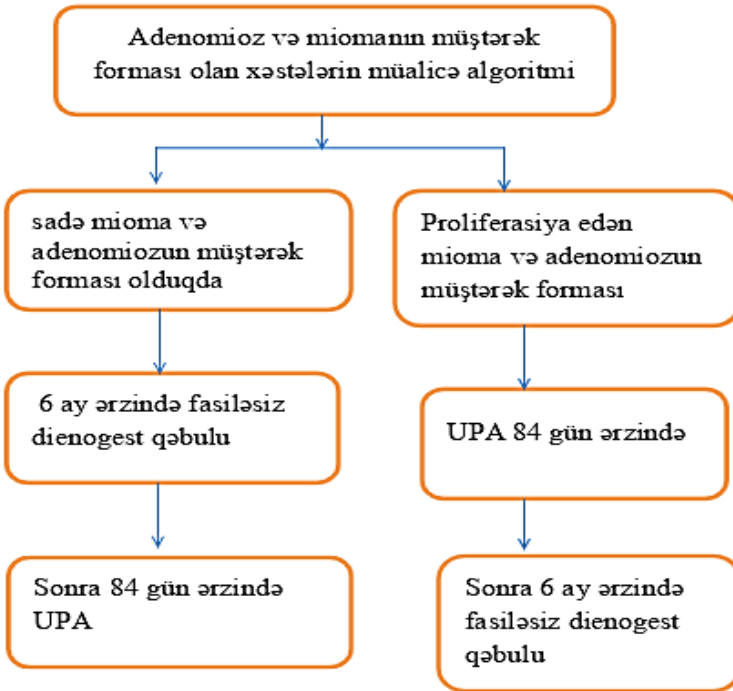 Adenomioz və miomanın müştərək
forması olan xəstələrin müalicə algoritmi
sadə mioma və
adenomiozun müştərək
forması olduqda
6 ay ərzində fasiləsiz
dienogest qəbulu
Sonra 84 gün ərzində
UPA
Proliferasiya edən
mioma və adenomiozun
müştərək forması
UPA 84 gün ərzində
Sonra 6 ay ərzində
fasiləsiz dienogest
qəbulu